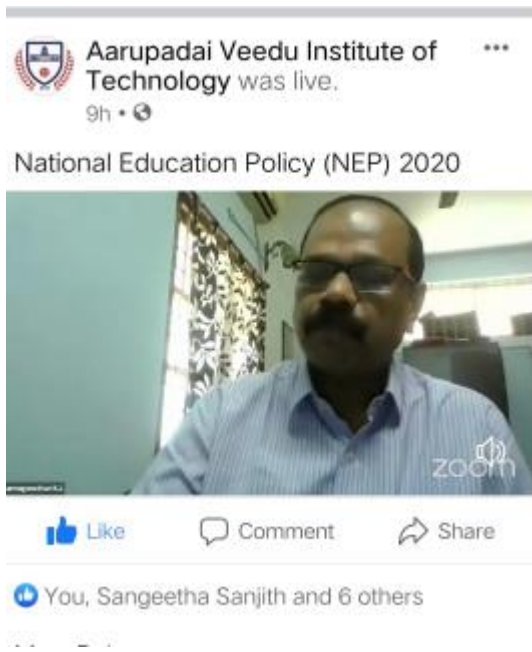 Aarupadai Veedu Institute of
Technology was live.
9h
National Education Policy (NEP) 2020
zoom
Like
Comment
Share
You, Sangeetha Sanjith and 6 others